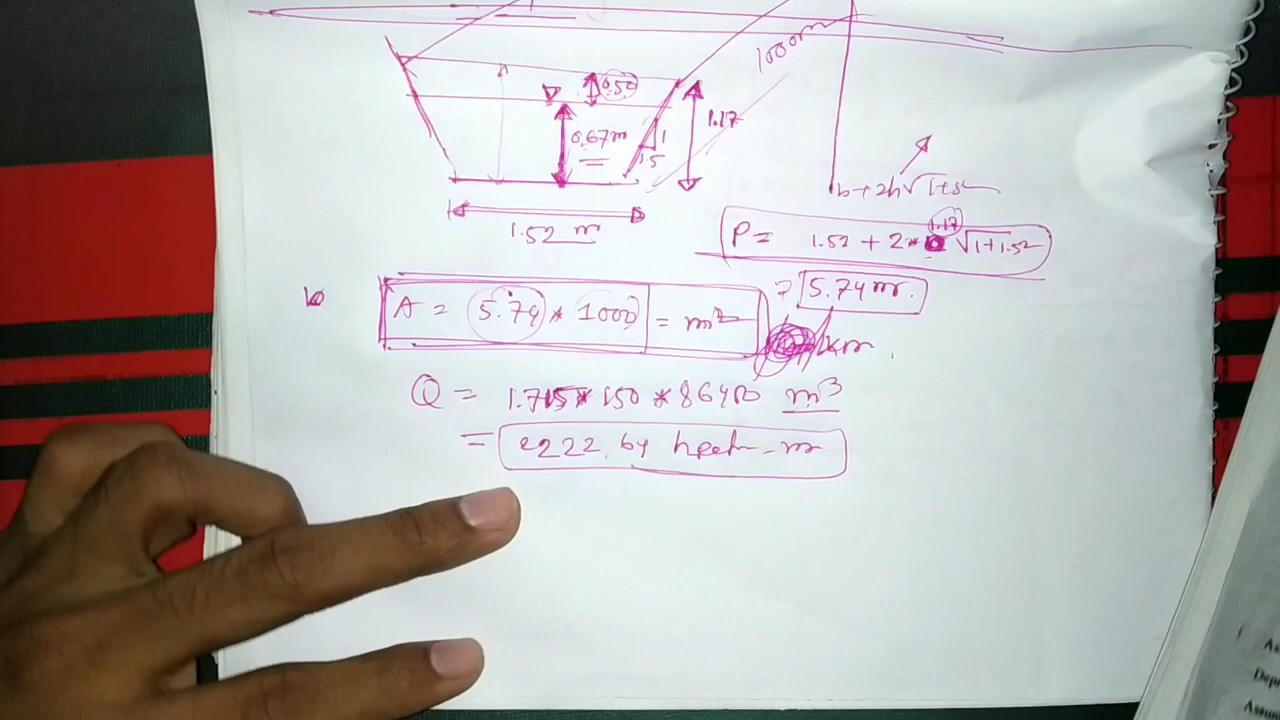 1000m
0.50
0.67m
1
1.5
1.17
b+2h√1+s²
1.52 m
1.17
P = 1.52 + 2* √1+1.5²
= 5.74 m.
A = 5.74 * 1000 = m²
/km.
Q = 1.715 * 150 * 86400 m³
= 2222.64 hect-m